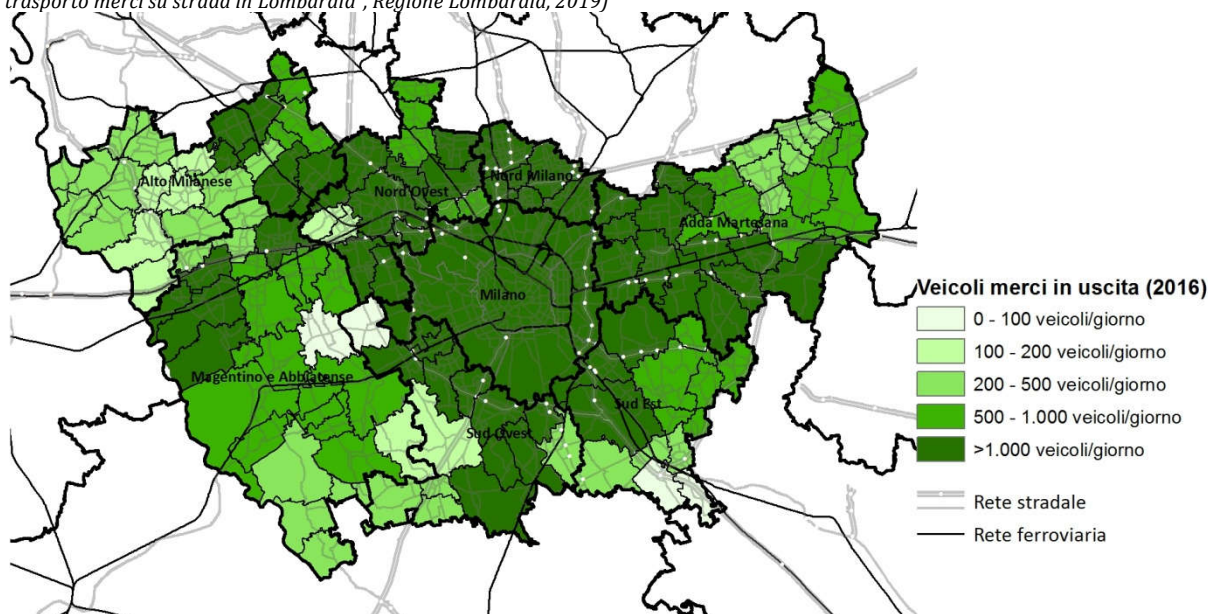 trasporto merci su strada in Lombardia", Regione Lombardia, 2019)
Alto Milanese
Nord Ovest
Nord Milano
Adda Martesana
Milano
Magentino e Abbiatense
Sud Ovest
Sud Est
Veicoli merci in uscita (2016)
0 - 100 veicoli/giorno
100 - 200 veicoli/giorno
200 - 500 veicoli/giorno
500 - 1.000 veicoli/giorno
>1.000 veicoli/giorno
Rete stradale
Rete ferroviaria